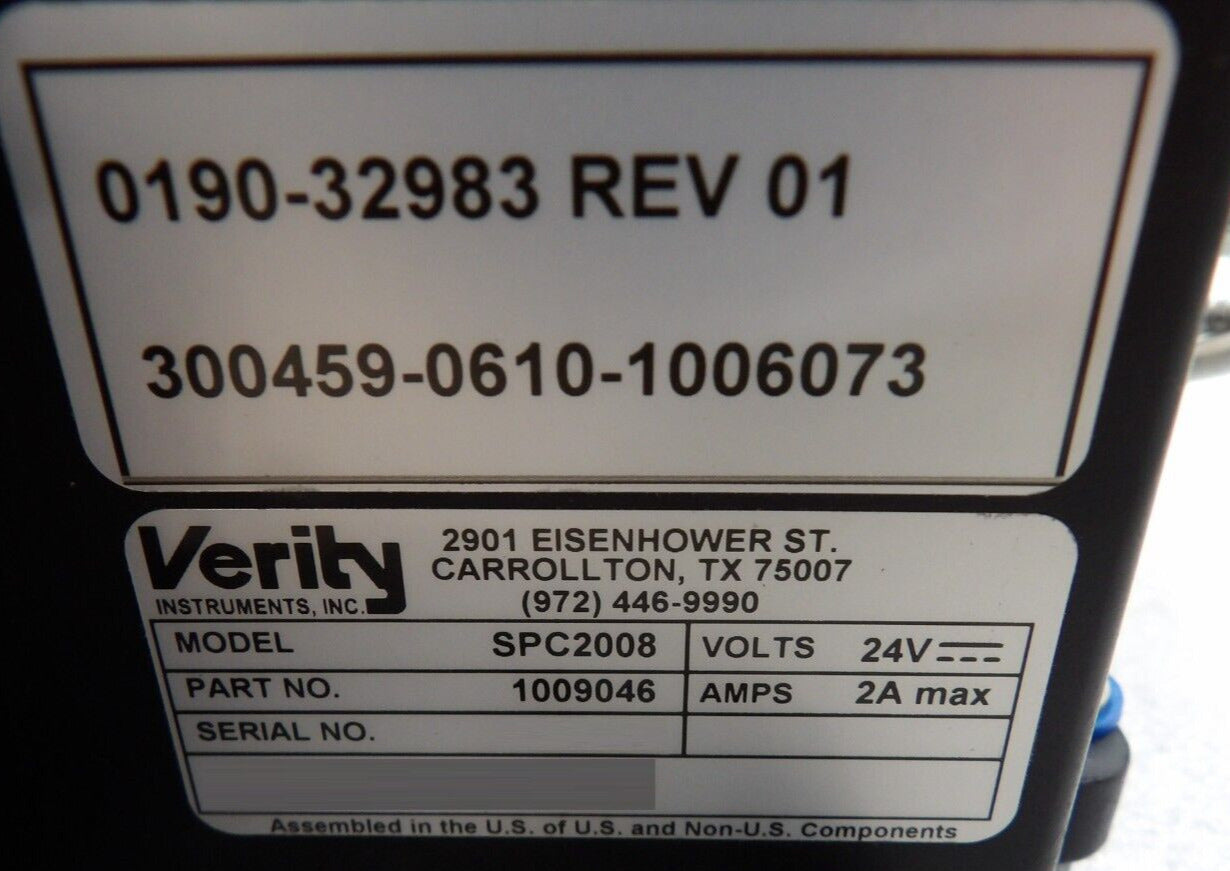 0190-32983 REV 01
300459-0610-1006073
Verity
INSTRUMENTS, INC.
2901 EISENHOWER ST.
CARROLLTON, TX 75007
(972) 446-9990
MODEL SPC2008 VOLTS 24V
PART NO. 1009046 AMPS 2A max
SERIAL NO.
Assembled in the U.S. of U.S. and Non-U.S. Components